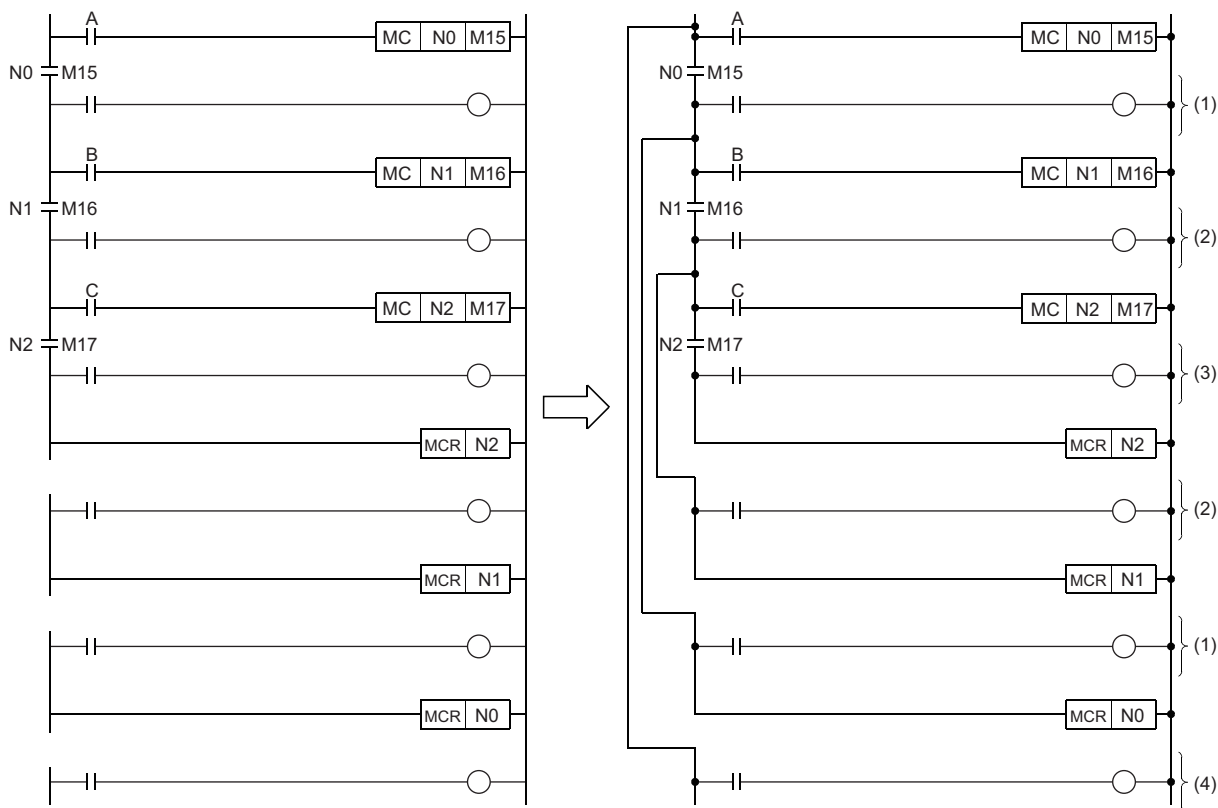 A
MC N0 M15
N0 M15
B
MC N1 M16
N1 M16
C
MC N2 M17
N2 M17
MCR N2
MCR N1
MCR N0
A
MC N0 M15
N0 M15
(1)
B
MC N1 M16
N1 M16
(2)
C
MC N2 M17
N2 M17
(3)
MCR N2
(2)
MCR N1
(1)
MCR N0
(4)